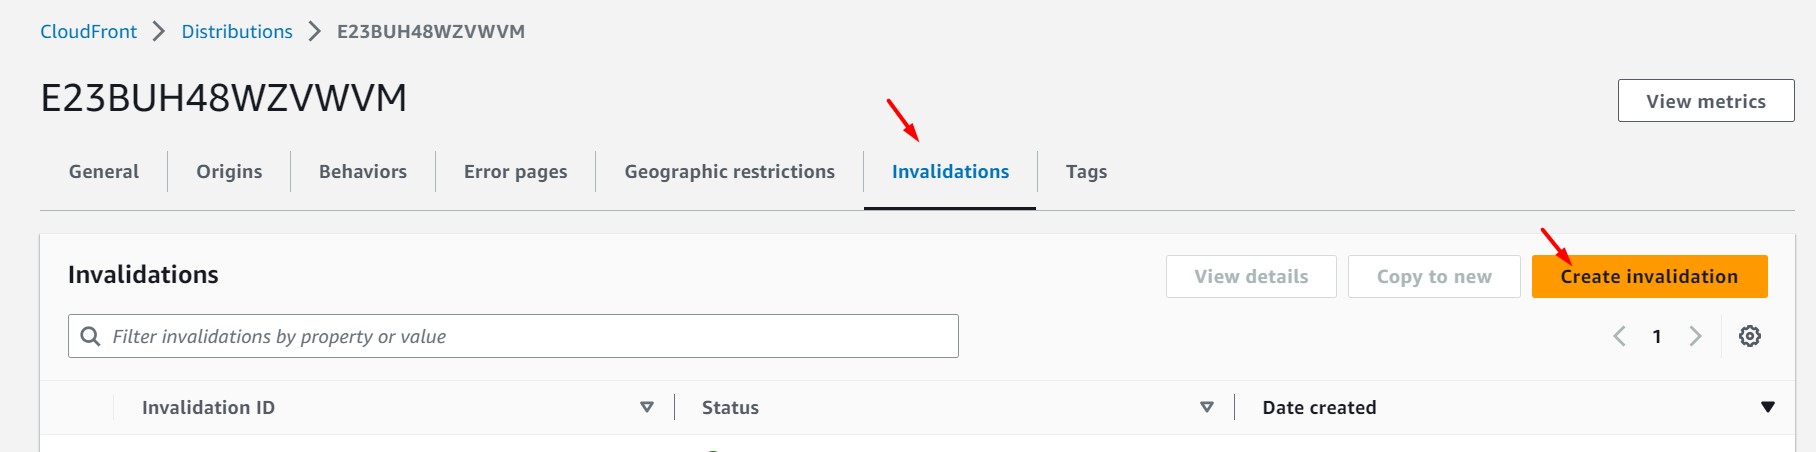 CloudFront > Distributions > E23BUH48WZVWVM
E23BUH48WZVWVM
View metrics
General Origins Behaviors Error pages Geographic restrictions Invalidations Tags
Invalidations
View details Copy to new Create invalidation
Filter invalidations by property or value
1
Invalidation ID Status Date created